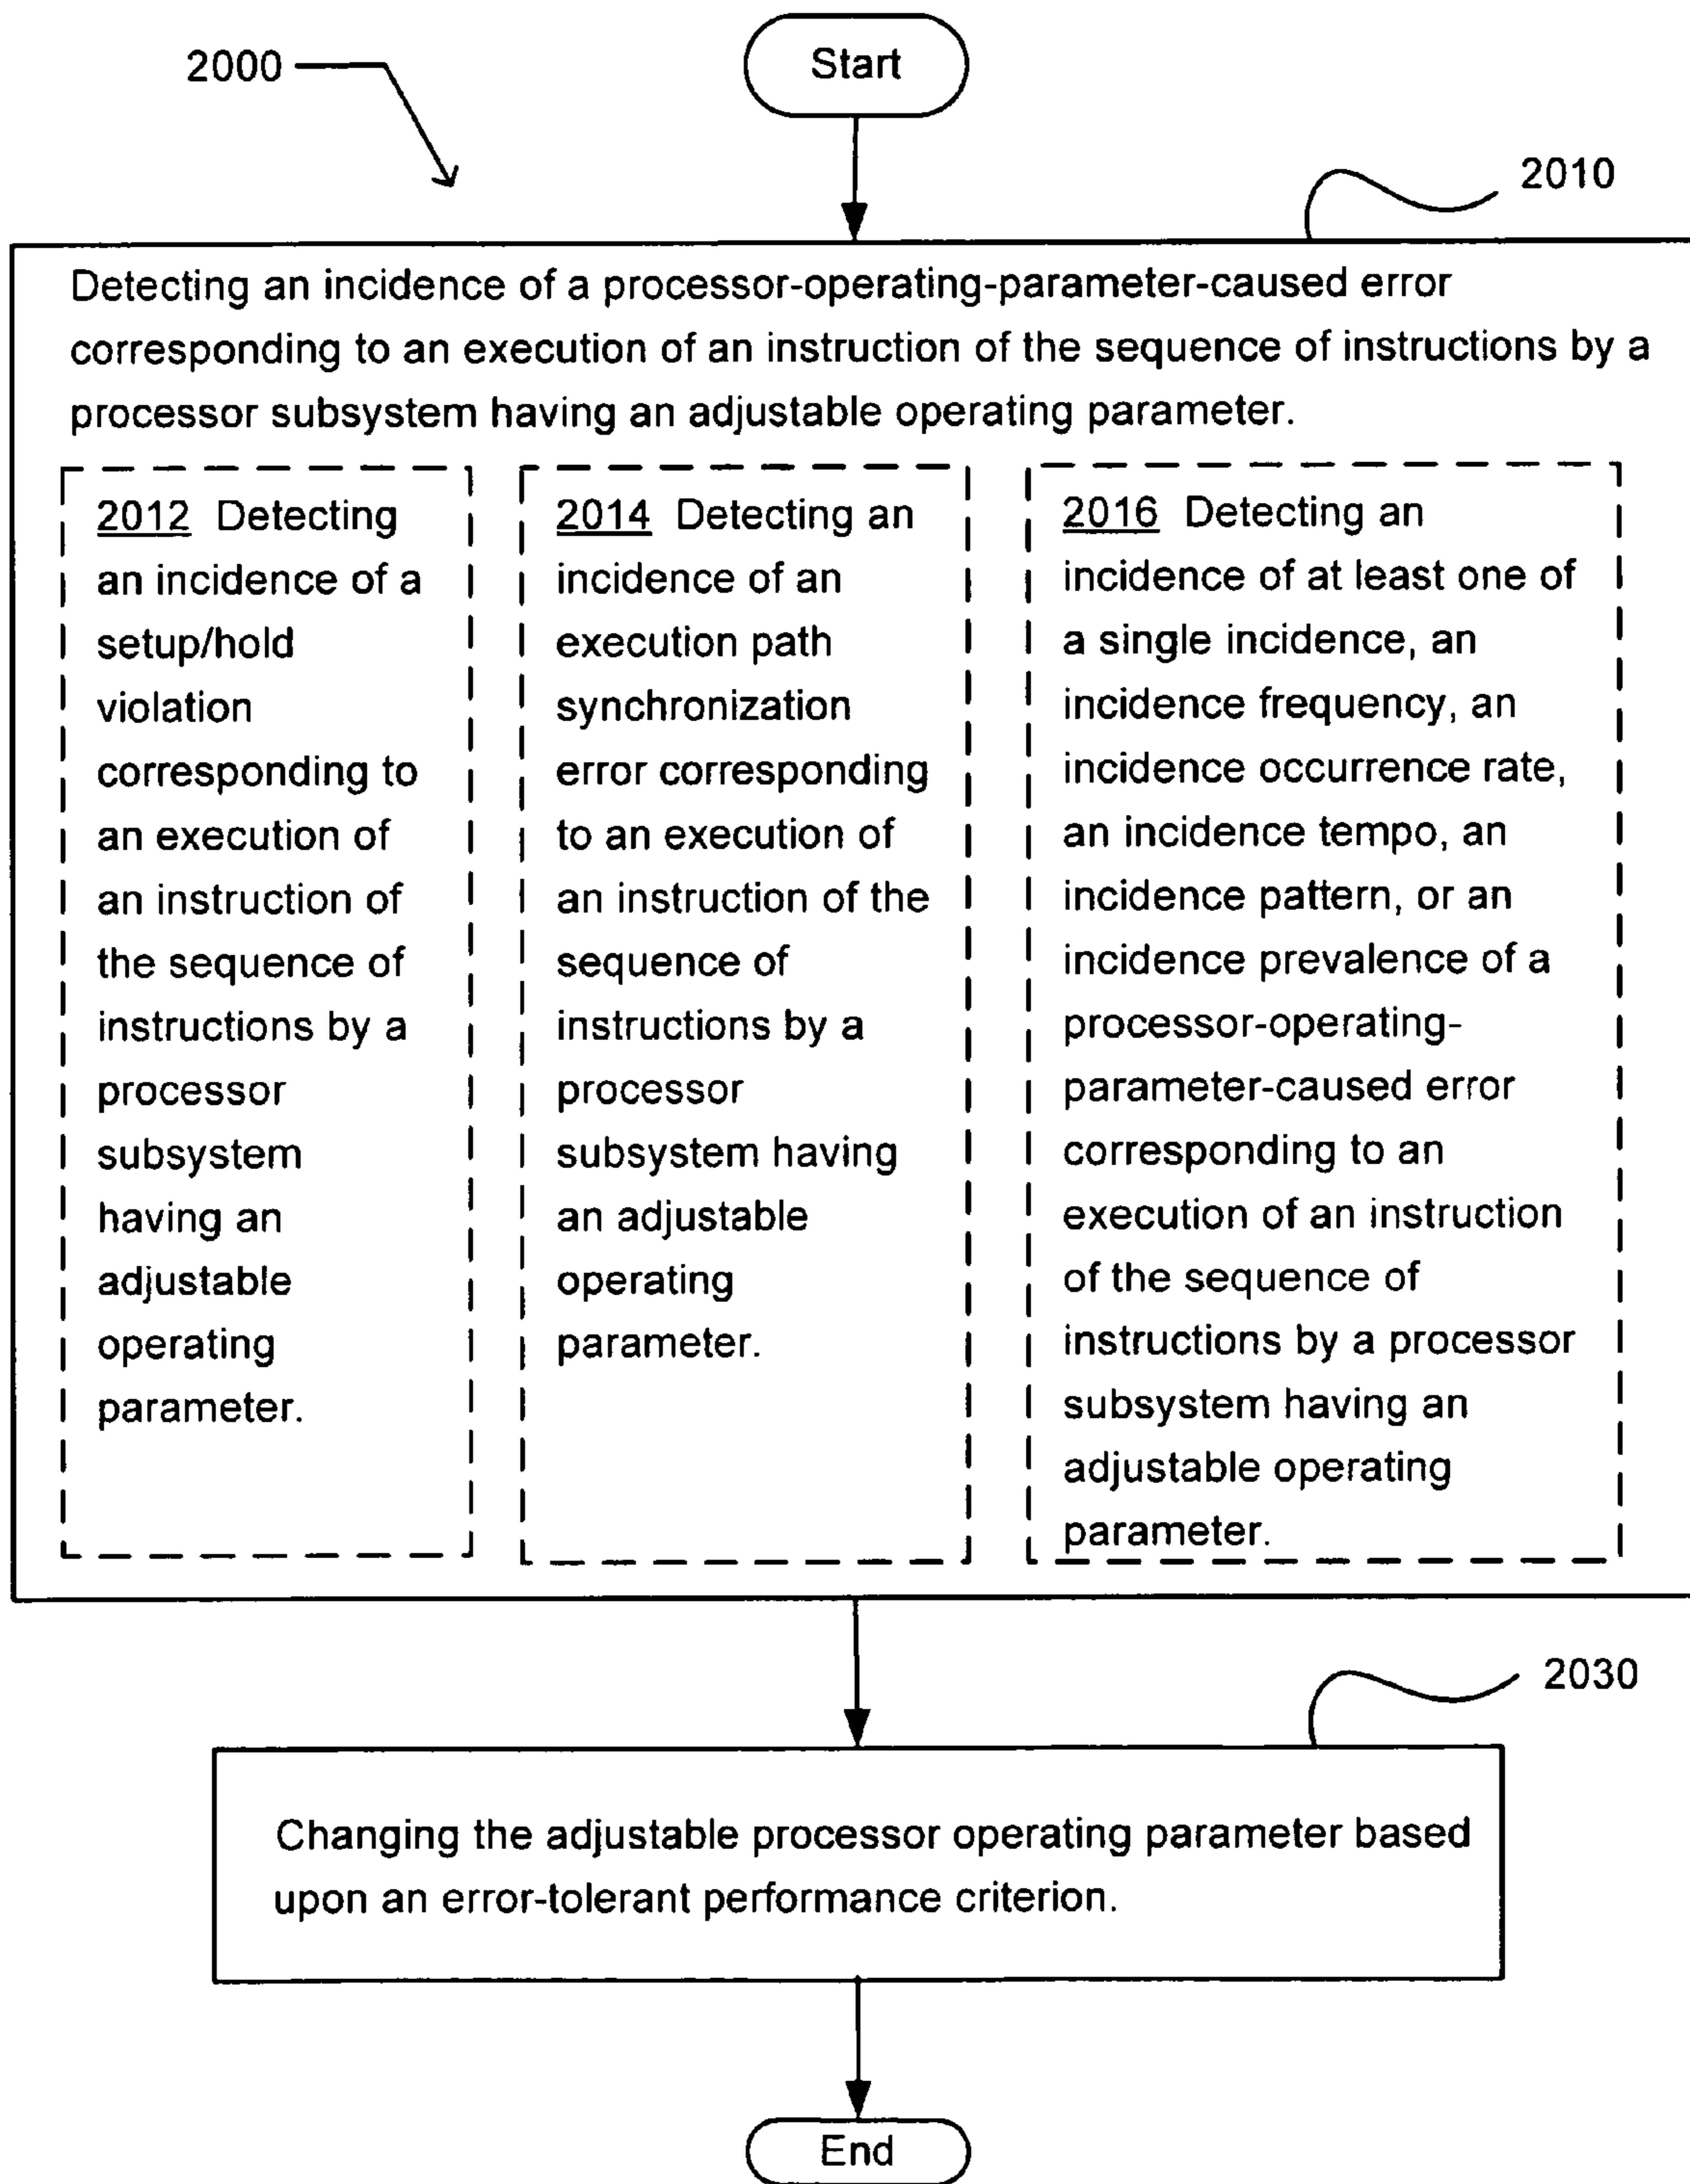 Start
2000
2010
Detecting an incidence of a processor-operating-parameter-caused error
corresponding to an execution of an instruction of the sequence of instructions by a
processor subsystem having an adjustable operating parameter.
2012 Detecting
an incidence of a
setup/hold
violation
corresponding to
an execution of
an instruction of
the sequence of
instructions by a
processor
subsystem
having an
adjustable
operating
parameter.
2014 Detecting an
incidence of an
execution path
synchronization
error corresponding
to an execution of
an instruction of the
sequence of
instructions by a
processor
subsystem having
an adjustable
operating
parameter.
2016 Detecting an
incidence of at least one of
a single incidence, an
incidence frequency, an
incidence occurrence rate,
an incidence tempo, an
incidence pattern, or an
incidence prevalence of a
processor-operating-
parameter-caused error
corresponding to an
execution of an instruction
of the sequence of
instructions by a processor
subsystem having an
adjustable operating
parameter.
2030
Changing the adjustable processor operating parameter based
upon an error-tolerant performance criterion.
End